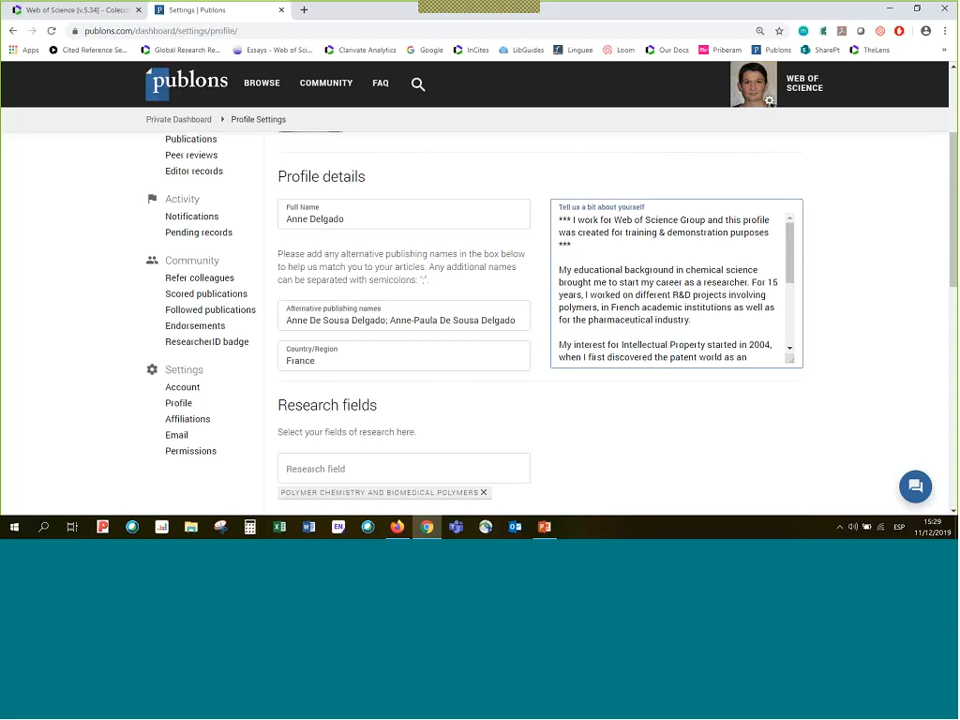 Web of Science [v.5.34] - Colecc
Settings | Publons
publons.com/dashboard/settings/profile/
Apps
Cited Reference Se...
Global Research Re...
Essays - Web of Sci...
Clarivate Analytics
Google
InCites
LibGuides
Linguee
Loom
Our Docs
Priberam
Publons
SharePt
TheLens
»
publons
BROWSE
COMMUNITY
FAQ
WEB OF
SCIENCE
Private Dashboard
Profile Settings
Publications
Peer reviews
Editor records
Activity
Notifications
Pending records
Community
Refer colleagues
Scored publications
Followed publications
Endorsements
ResearcherID badge
Settings
Account
Profile
Affiliations
Email
Permissions
Profile details
Full Name
Anne Delgado
Please add any alternative publishing names in the box below
to help us match you to your articles. Any additional names
can be separated with semicolons: ";".
Alternative publishing names
Anne De Sousa Delgado; Anne-Paula De Sousa Delgado
Country/Region
France
Tell us a bit about yourself
*** I work for Web of Science Group and this profile
was created for training & demonstration purposes
***
My educational background in chemical science
brought me to start my career as a researcher. For 15
years, I worked on different R&D projects involving
polymers, in French academic institutions as well as
for the pharmaceutical industry.
My interest for Intellectual Property started in 2004,
when I first discovered the patent world as an
Research fields
Select your fields of research here.
Research field
POLYMER CHEMISTRY AND BIOMEDICAL POLYMERS
EN
ESP
15:29
11/12/2019